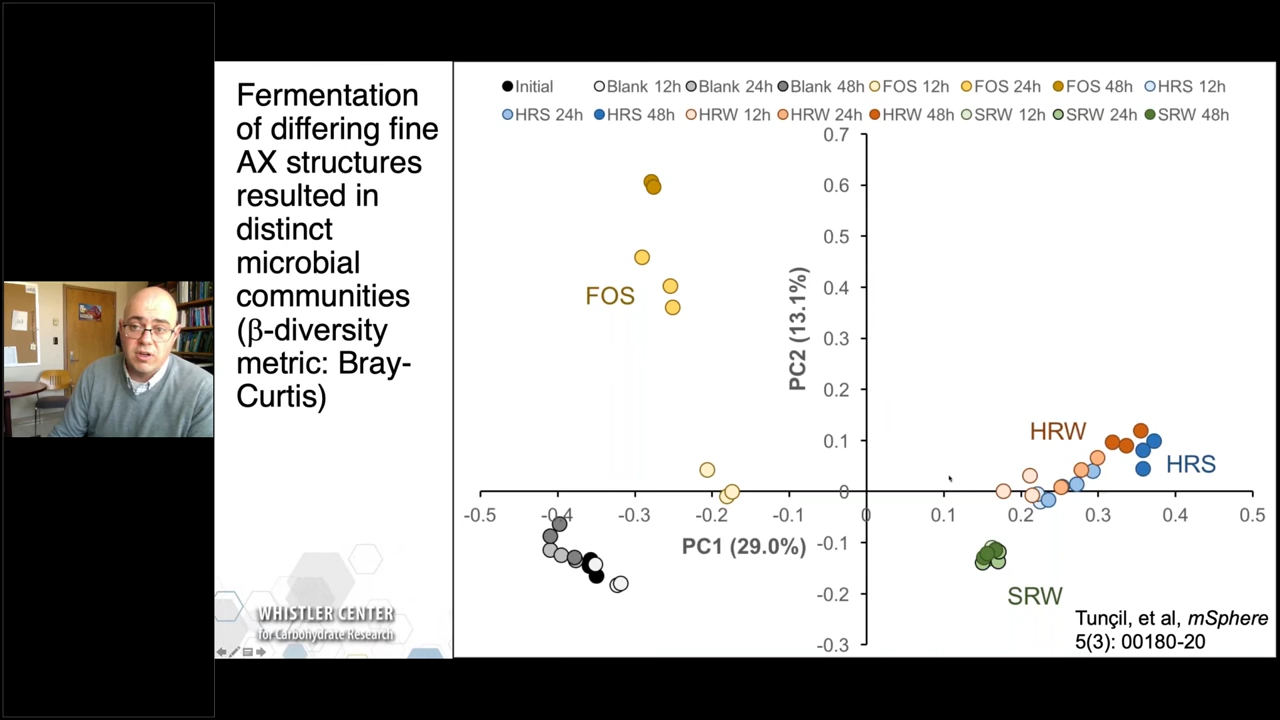 Fermentation
of differing fine
AX structures
resulted in
distinct
microbial
communities
(β-diversity
metric: Bray-
Curtis)
WHISTLER CENTER
for Carbohydrate Research
Initial Blank 12h Blank 24h Blank 48h FOS 12h FOS 24h FOS 48h HRS 12h
HRS 24h HRS 48h HRW 12h HRW 24h HRW 48h SRW 12h SRW 24h SRW 48h
0.7
0.6
0.5
0.4
0.3
0.2
0.1
0
-0.1
-0.2
-0.3
PC2 (13.1%)
FOS
HRW
HRS
-0.5 -0.4 -0.3 -0.2 -0.1 0 0.1 0.2 0.3 0.4 0.5
PC1 (29.0%)
SRW
Tunçil, et al, mSphere
5(3): 00180-20